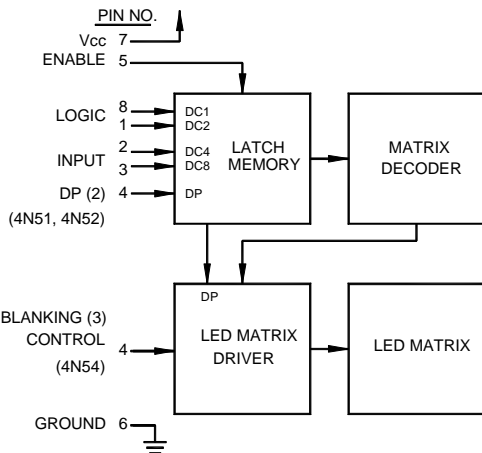 PIN NO.
Vcc 7
ENABLE 5
LOGIC 8 DC1
1 DC2
INPUT 2 DC4
3 DC8
DP (2) 4 DP
(4N51, 4N52)
LATCH
MEMORY
MATRIX
DECODER
DP
BLANKING (3)
CONTROL 4
(4N54)
LED MATRIX
DRIVER
LED MATRIX
GROUND 6